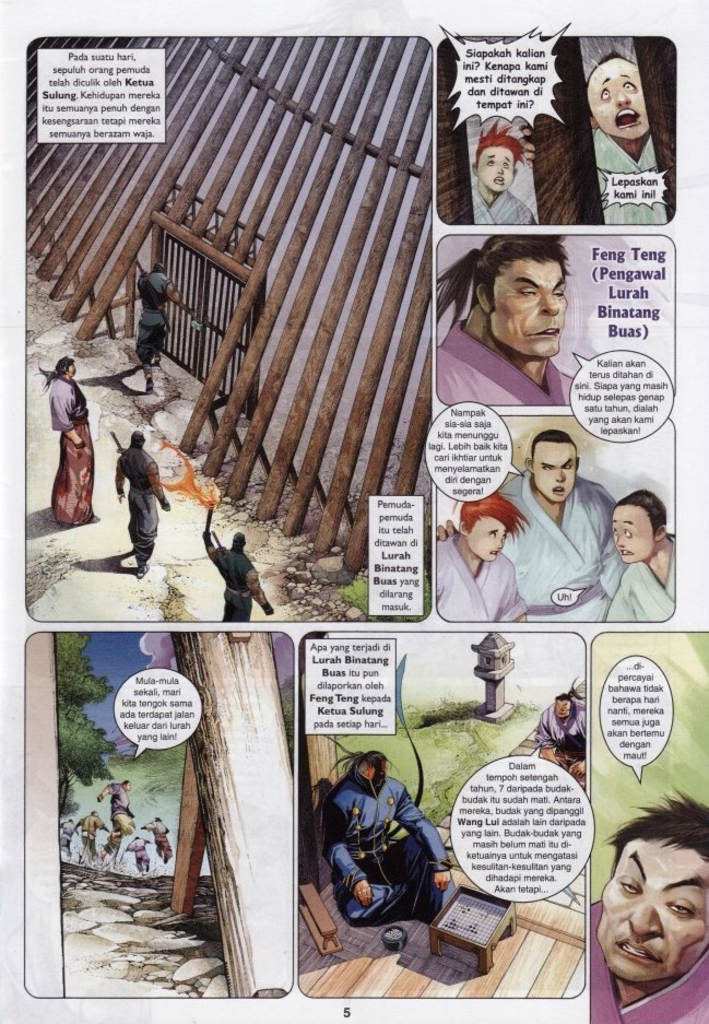 Pada suatu hari,
sepuluh orang pemuda
telah diculik oleh Ketua
Sulung. Kehidupan mereka
itu semuanya penuh dengan
kesengsaraan tetapi mereka
semuanya berazam waja.
Pemuda-
pemuda
itu telah
ditawan di
Lurah
Binatang
Buas yang
dilarang
masuk.
Siapakah kalian
ini? Kenapa kami
mesti ditangkap
dan ditawan di
tempat ini?
Lepaskan
kami ini!
Feng Teng
(Pengawal
Lurah
Binatang
Buas)
Kalian akan
terus ditahan di
sini. Siapa yang masih
hidup selepas genap
satu tahun, dialah
yang akan kami
lepaskan!
Nampak
sia-sia saja
kita menunggu
lagi. Lebih baik kita
cari ikhtiar untuk
menyelamatkan
diri dengan
segera!
Uh!
Mula-mula
sekali, mari
kita tengok sama
ada terdapat jalan
keluar dari lurah
yang lain!
Apa yang terjadi di
Lurah Binatang
Buas itu pun
dilaporkan oleh
Feng Teng kepada
Ketua Sulung
pada setiap hari...
Dalam
tempoh setengah
tahun, 7 daripada budak-
budak itu sudah mati. Antara
mereka, budak yang dipanggil
Wang Lui adalah lain daripada
yang lain. Budak-budak yang
masih belum mati itu di-
ketuainya untuk mengatasi
kesulitan-kesulitan yang
dihadapi mereka.
Akan tetapi...
...di-
percayai
bahawa tidak
berapa hari
nanti, mereka
semua juga
akan
bertemu
dengan
maut!
5